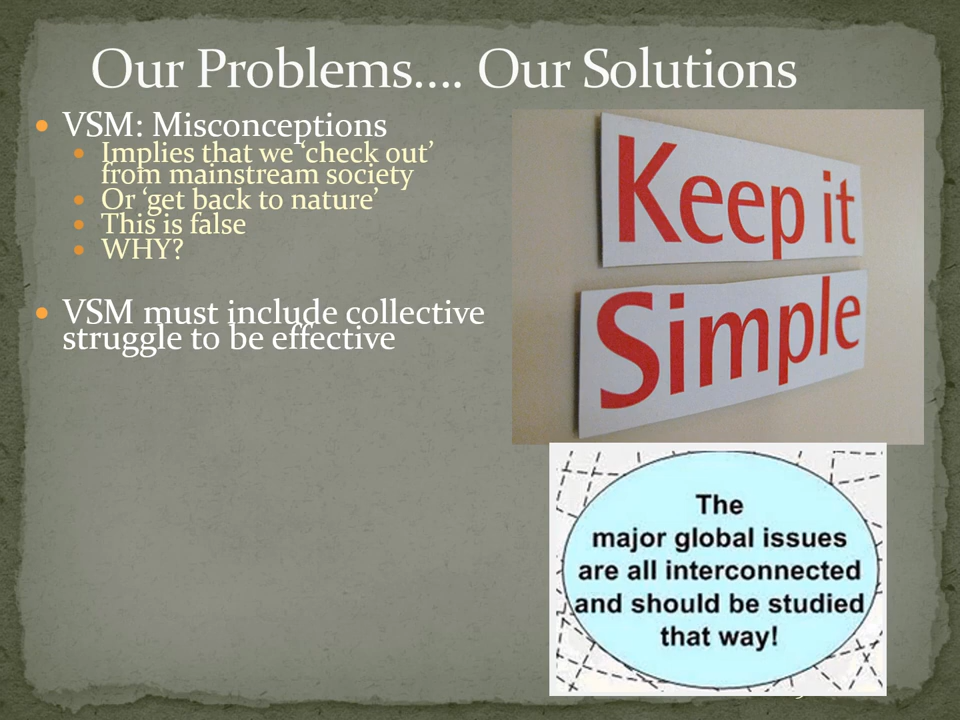 Our Problems.... Our Solutions
VSM: Misconceptions
Implies that we ‘check out’
from mainstream society
Or ‘get back to nature’
This is false
WHY?
VSM must include collective
struggle to be effective
Keep it
Simple
The
major global issues
are all interconnected
and should be studied
that way!